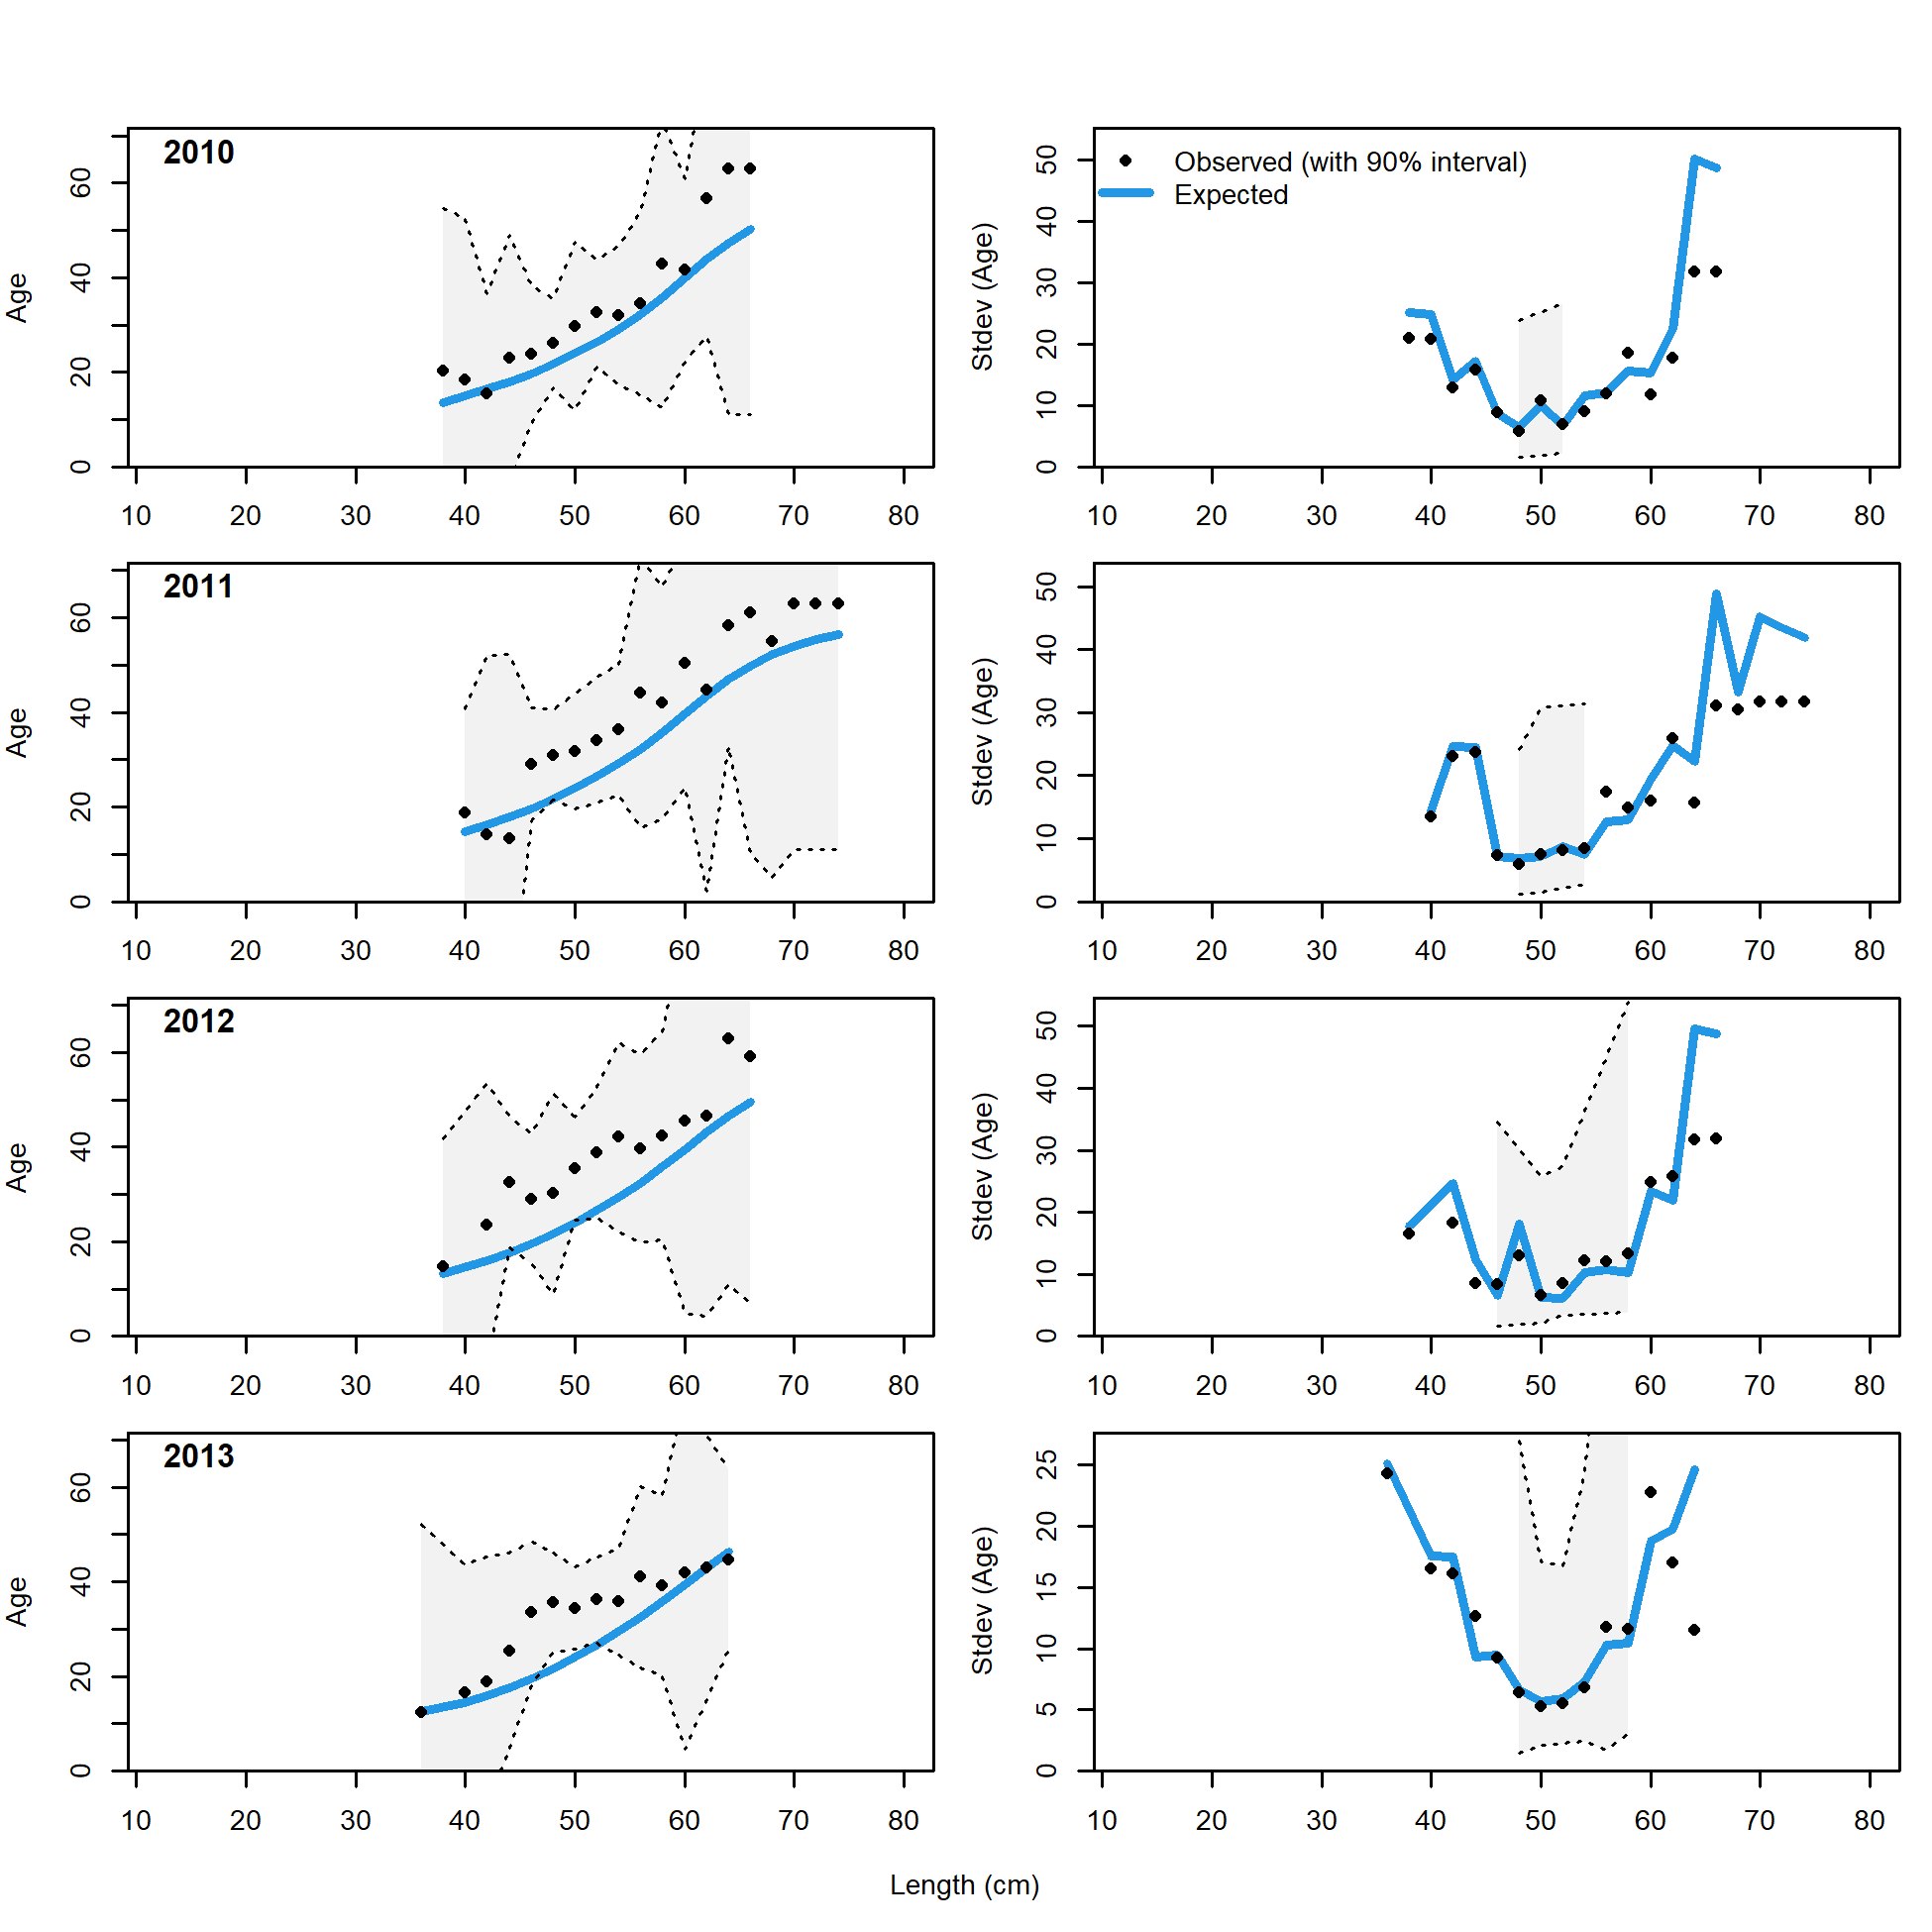 2010
Age
0 20 40 60
10 20 30 40 50 60 70 80
Observed (with 90% interval)
Expected
Stdev (Age)
0 10 20 30 40 50
10 20 30 40 50 60 70 80
2011
Age
0 20 40 60
10 20 30 40 50 60 70 80
Stdev (Age)
0 10 20 30 40 50
10 20 30 40 50 60 70 80
2012
Age
0 20 40 60
10 20 30 40 50 60 70 80
Stdev (Age)
0 10 20 30 40 50
10 20 30 40 50 60 70 80
2013
Age
0 20 40 60
10 20 30 40 50 60 70 80
Stdev (Age)
0 5 10 15 20 25
10 20 30 40 50 60 70 80
Length (cm)